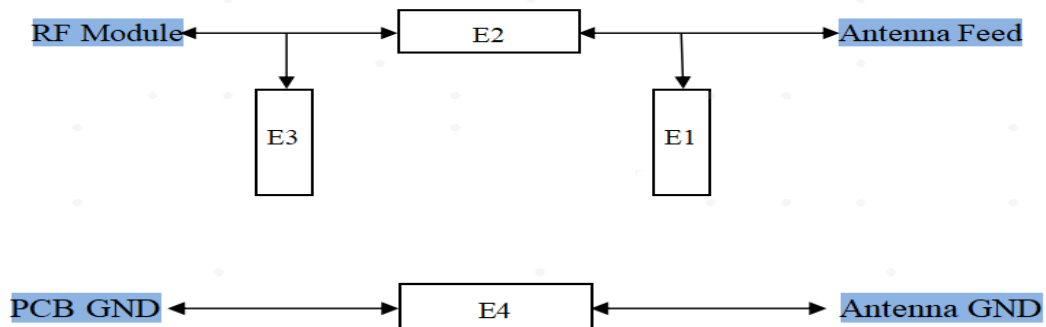 RF Module
E2
Antenna Feed
E3
E1
PCB GND
E4
Antenna GND